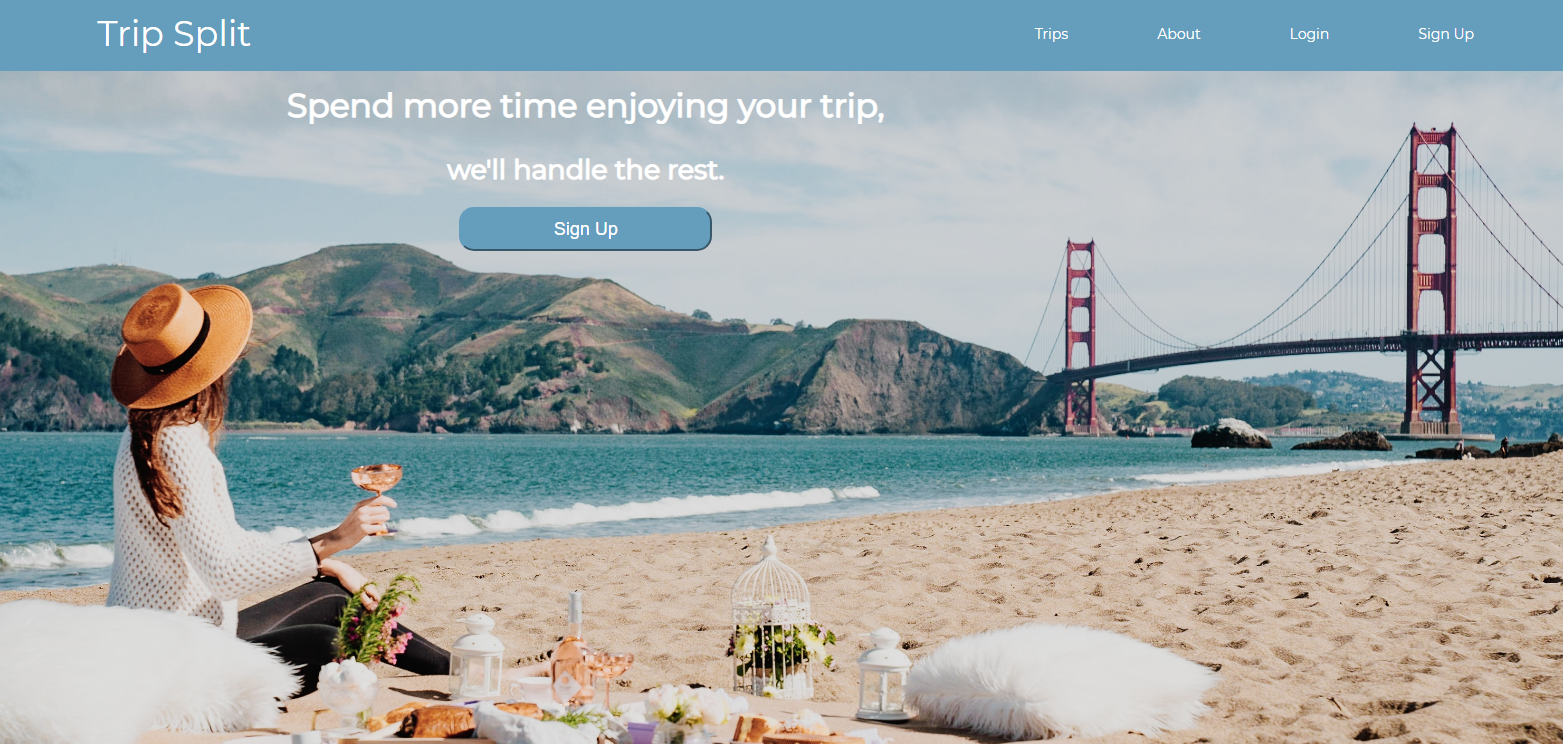 Trip Split
Trips
About
Login
Sign Up
Spend more time enjoying your trip,
we'll handle the rest.
Sign Up